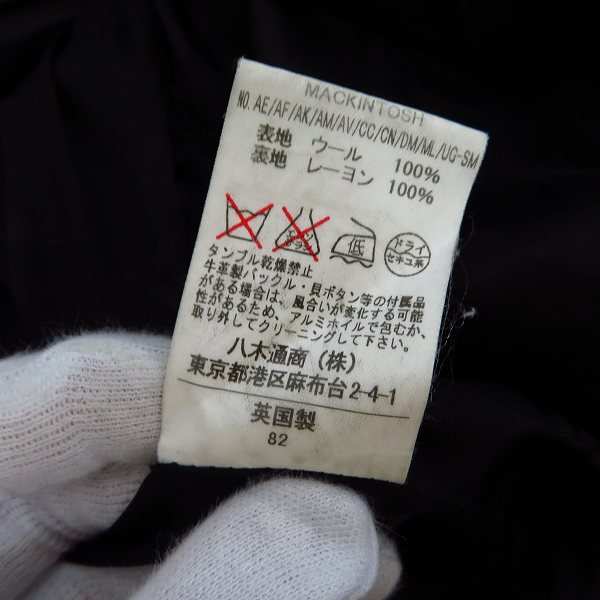 MACKINTOSH
NO. AE/AF/AK/AM/AV/CC/CN/DM/ML/UG-SM
表地 ウール 100%
裏地 レーヨン 100%
エンソ サラシ 低 ドライ セキユ系
タンブル乾燥禁止
牛革製バックル・貝ボタン等の付属品
がある場合は、風合いが変化する可能
性があるため、アルミホイルで包むか、
取り外してクリーニングして下さい。
八木通商(株)
東京都港区麻布台2-4-1
英国製
82